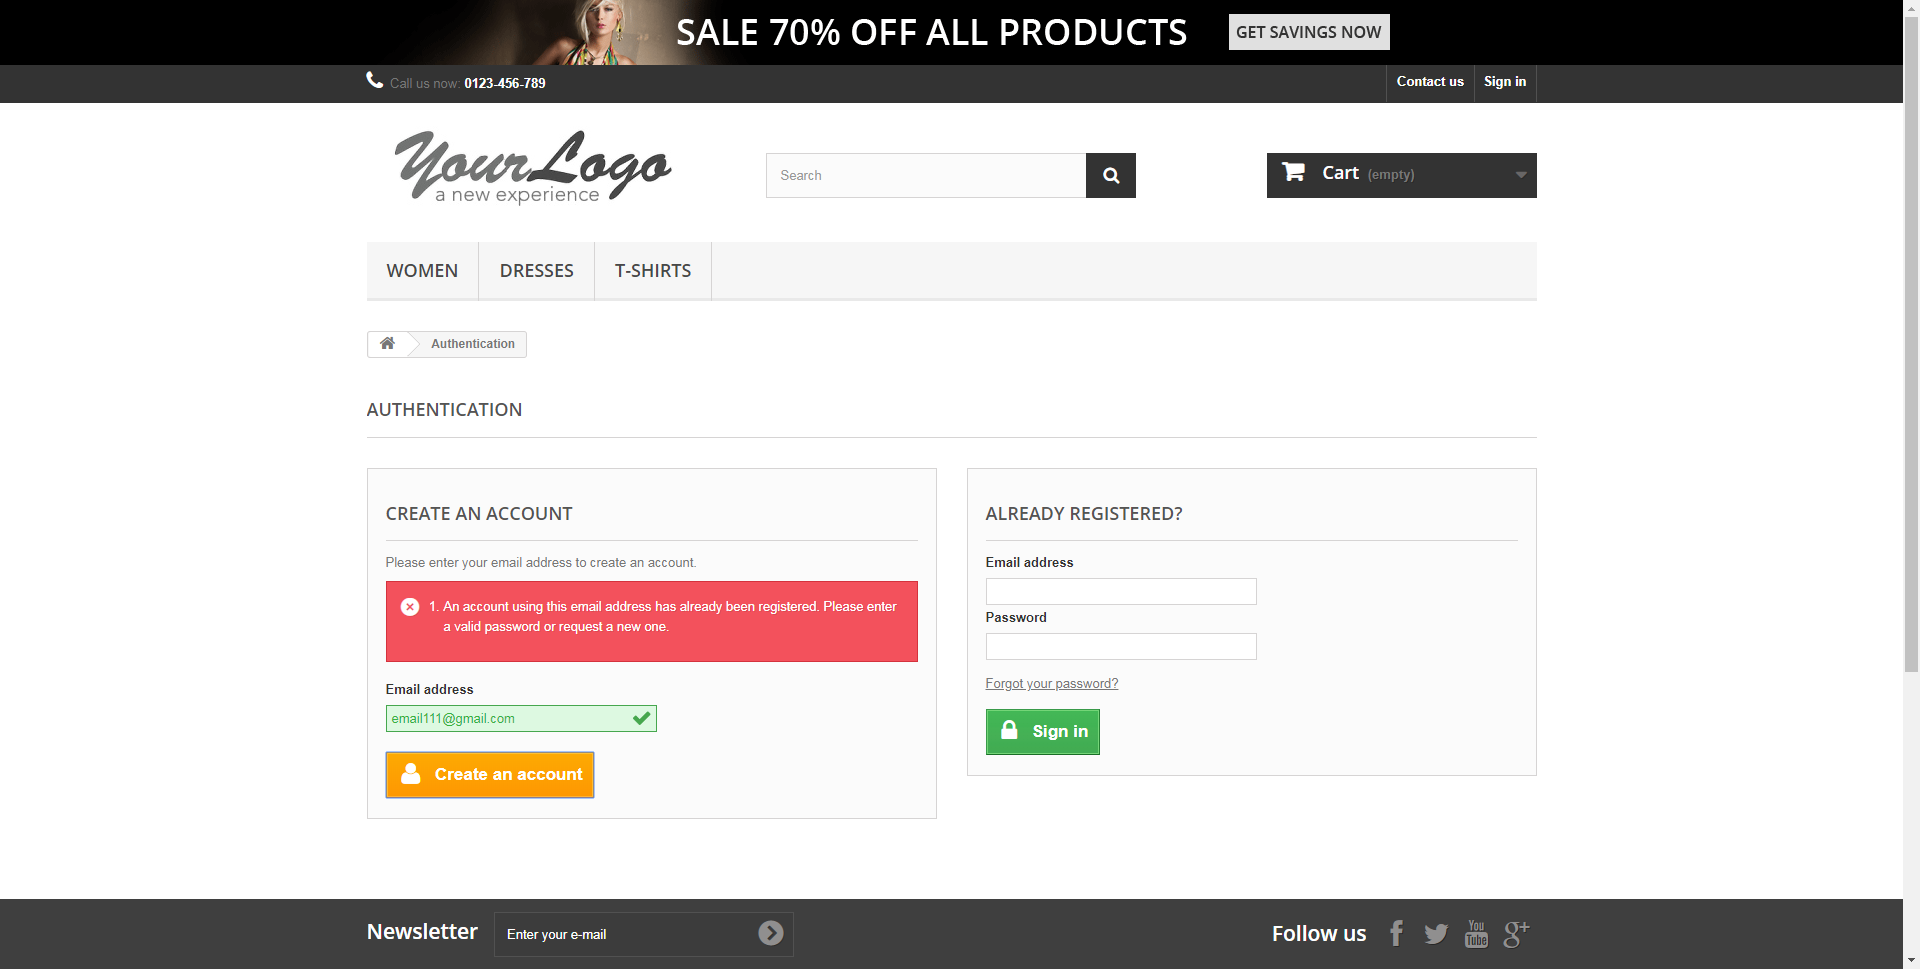 SALE 70% OFF ALL PRODUCTS
GET SAVINGS NOW
Call us now: 0123-456-789
Contact us
Sign in
YourLogo
a new experience
Search
Cart (empty)
WOMEN
DRESSES
T-SHIRTS
Authentication
AUTHENTICATION
CREATE AN ACCOUNT
Please enter your email address to create an account.
1. An account using this email address has already been registered. Please enter
a valid password or request a new one.
Email address
email111@gmail.com
Create an account
ALREADY REGISTERED?
Email address
Password
Forgot your password?
Sign in
Newsletter
Enter your e-mail
Follow us
You
Tube
g+